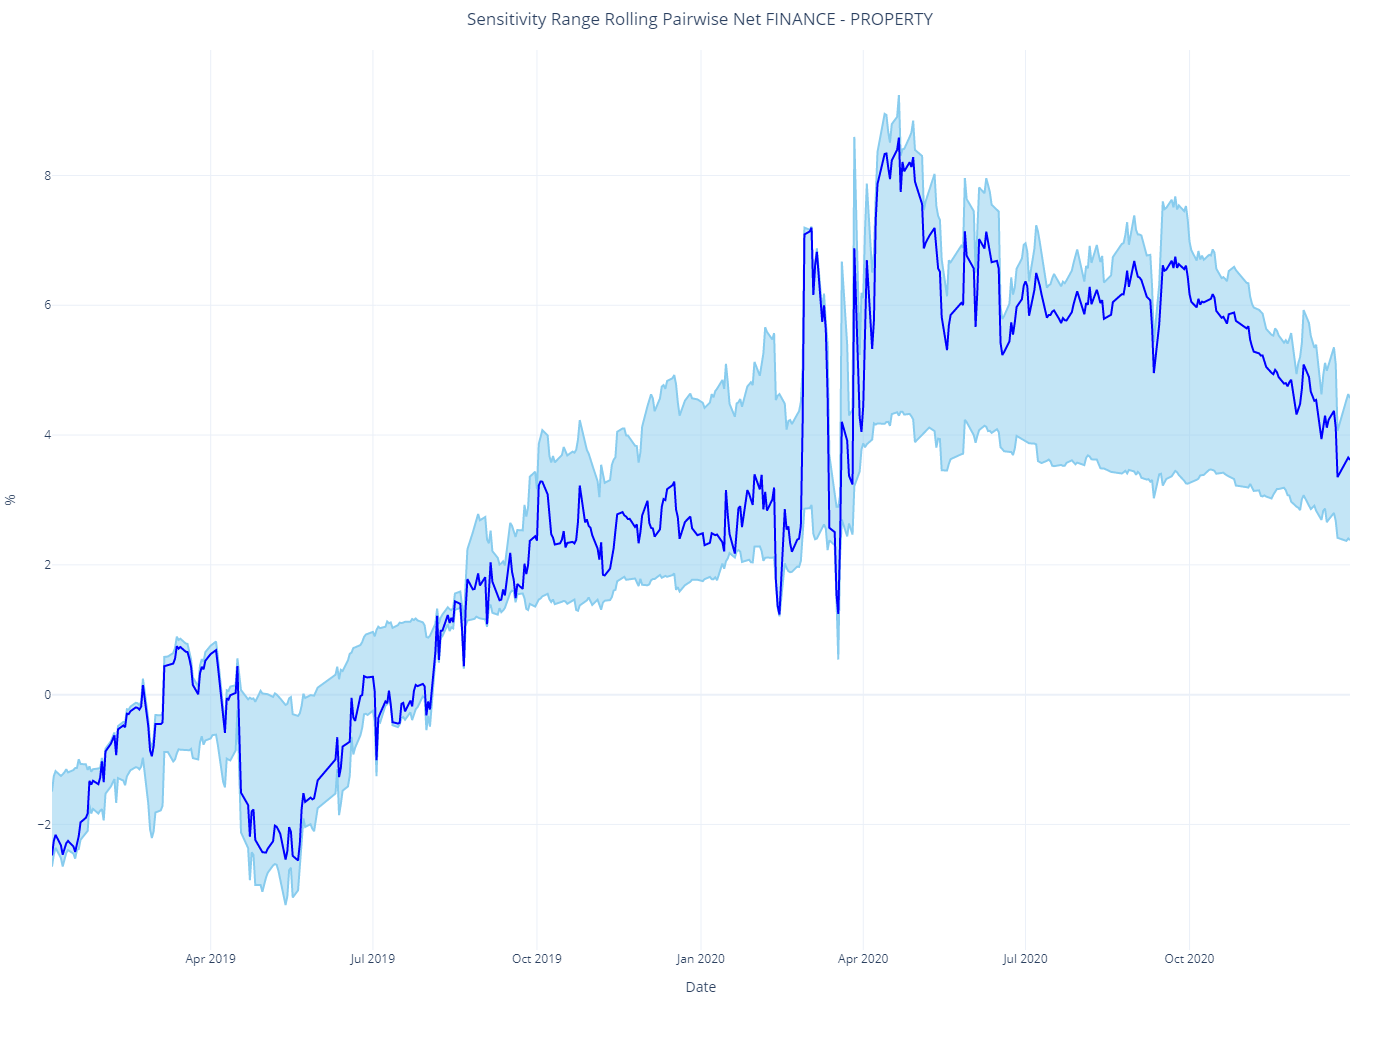 Sensitivity Range Rolling Pairwise Net FINANCE - PROPERTY
8
6
4
2
0
−2
%
Apr 2019
Jul 2019
Oct 2019
Jan 2020
Apr 2020
Jul 2020
Oct 2020
Date